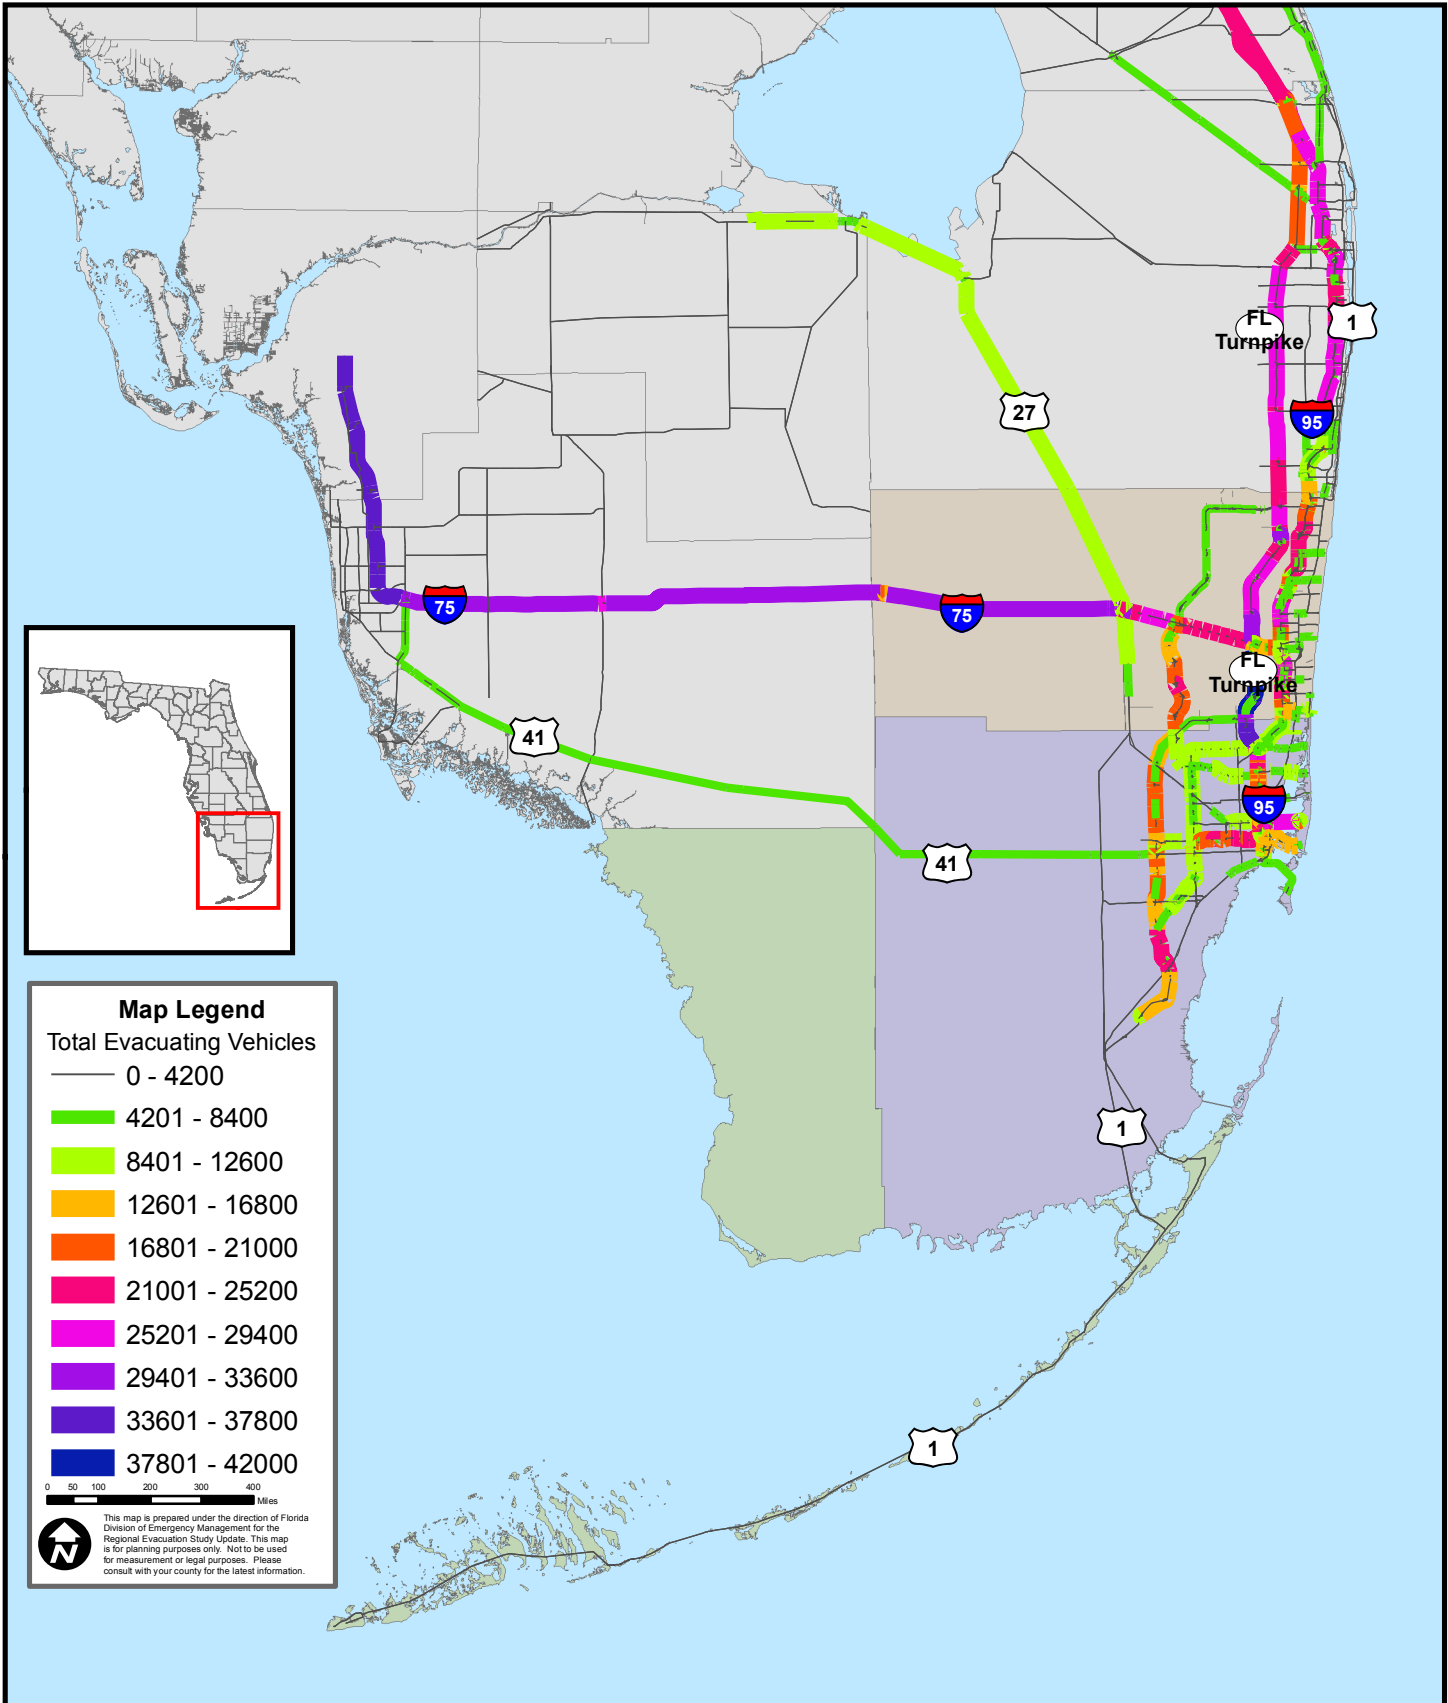 FL
Turnpike
1
95
27
75
75
FL
Turnpike
41
95
41
1
1
Map Legend
Total Evacuating Vehicles
0 - 4200
4201 - 8400
8401 - 12600
12601 - 16800
16801 - 21000
21001 - 25200
25201 - 29400
29401 - 33600
33601 - 37800
37801 - 42000
0 50 100 200 300 400
Miles
N
This map is prepared under the direction of Florida
Division of Emergency Management for the
Regional Evacuation Study Update. This map
is for planning purposes only. Not to be used
for measurement or legal purposes. Please
consult with your county for the latest information.